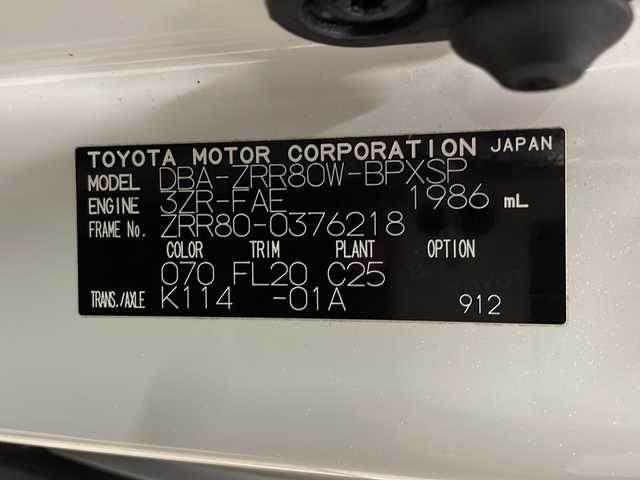 TOYOTA MOTOR CORPORATION JAPAN
MODEL DBA-ZRR80W-BPXSP
ENGINE 3ZR-FAE 1986 mL
FRAME No. ZRR80-0376218
COLOR TRIM PLANT OPTION
070 FL20 C25
TRANS./AXLE K114 -01A 912